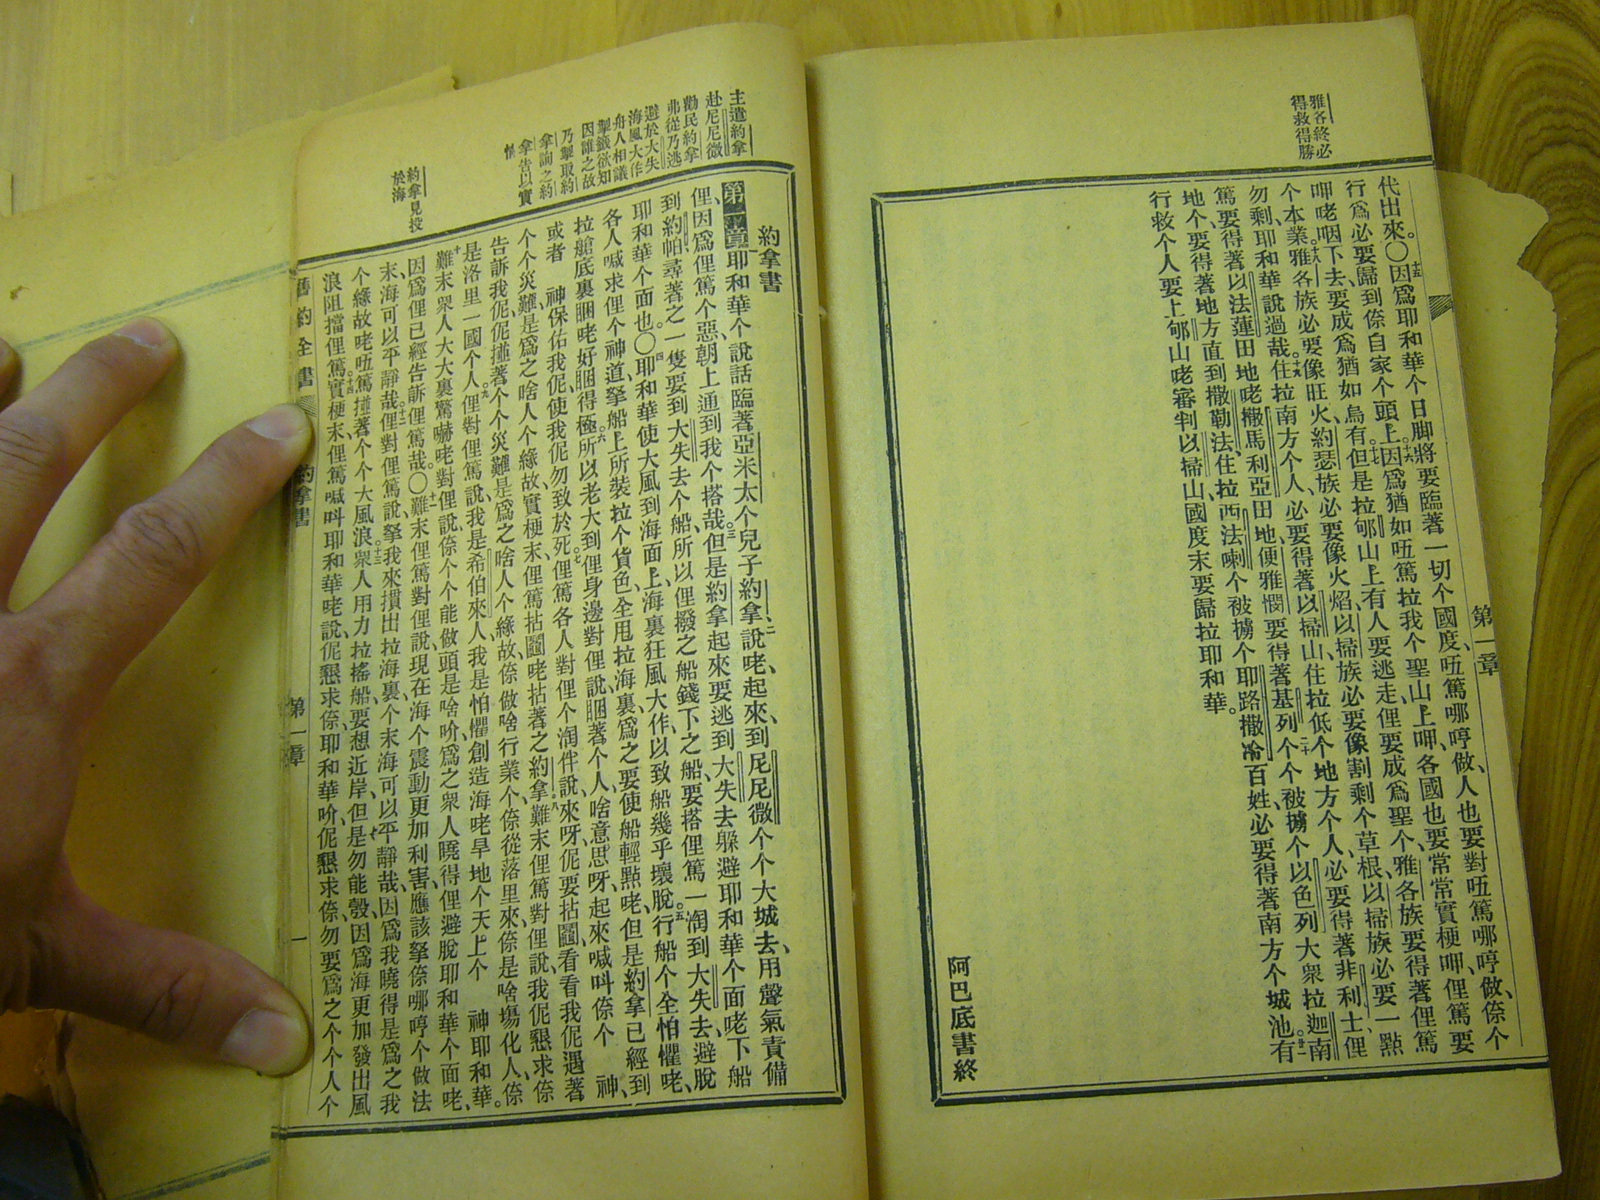 雅各終必
得救得勝
第一章
代出來。〇因爲耶和華个日脚將要臨著一切个國度、吥篤哪哼做、人也要對吥篤哪哼做、倷个
行爲必要歸到倷自家个頭上、因爲猶如吥篤拉我个聖山上呷、各國也要常常實梗呷、俚篤要
呷咾咽下去、要成爲猶如烏有、但是拉郇山上有人要逃走、俚要成爲聖个、雅各族要得著俚篤
个本業、雅各族必要像旺火、約瑟族必要像火焰、以掃族必要像割剩个草根、以掃族必要一點
勿剩、耶和華說過哉、住拉南方个人、必要得著以掃山、住拉低个地方个人、必要得著非利士、俚
篤要得著以法蓮田地咾撒馬利亞田地、便雅憫要得著基列、个个被擄个以色列大衆拉迦南
地个、要得著地方直到撒勒法、住拉西法喇个被擄个耶路撒冷百姓、必要得著南方个城池、有
行救个人要上郇山咾審判以掃山、國度末要歸拉耶和華。
阿巴底書終
主遣約拿
赴尼尼微
勸民約拿
弗從乃逃
避於大失
海風大作
舟人相議
掣籤欲知
因誰之故
乃掣取約
拿詢之約
拿告以實
情
約拿見投
於海
約拿書
第一章耶和華个說話臨著亞米太个兒子約拿說咾、起來、到尼尼微个个大城去、用聲氣責備
俚、因爲俚篤个惡、朝上通到我个搭哉、但是約拿起來要逃到大失去躲避耶和華个面咾、下船
到約帕、尋著之一隻要到大失去个船、所以俚撥之船錢下之船、要搭俚篤一淘到大失去、避脫
耶和華个面也。〇耶和華使大風到海面上、海裏狂風大作、以致船幾乎壞脫、行船个全怕懼咾、
各人喊求俚个神道、拏船上所裝拉个貨色、全甩拉海裏、爲之要使船輕點咾、但是約拿已經到
拉艙底裏、睏咾好睏得極、所以老大到俚身邊對俚說、睏著个人、啥意思呀、起來喊叫倷个　神、
或者　神保佑我伲、使我伲勿致於死、俚篤各人對俚个淘伴說、來呀、伲要拈鬮、看看我伲遇著
个个災難、是爲之啥人个緣故、實梗末、俚篤拈鬮咾拈著之約拿、難末俚篤對俚說、我伲懇求倷
告訴我伲、伲㨃著个个災難、是爲之啥人个緣故、倷做啥行業个、倷從落里來、倷是啥塲化人、倷
是洛里一國个人、俚對俚篤說、我是希伯來人、我是怕懼創造海咾旱地个天上个　神耶和華。
難末衆人大大裏驚嚇咾對俚說、倷个个能做頭是啥吤、爲之衆人曉得俚避脫耶和華个面咾、
因爲俚已經告訴俚篤哉。〇難末俚篤對俚說、現在海个震動更加利害、應該拏倷哪哼个做法
末、海可以平靜哉、俚對俚篤說、拏我來摜出拉海裏、个末海可以平靜哉、因爲我曉得是爲之我
个緣故咾吥篤㨃著个个大風浪、衆人用力拉搖船、要想近岸、但是勿能彀、因爲海更加發出風
浪阻擋俚篤、實梗末、俚篤喊叫耶和華咾說、伲懇求倷、耶和華吤、伲懇求倷、勿要爲之个个人个
舊約全書
約拿書
第一章
一